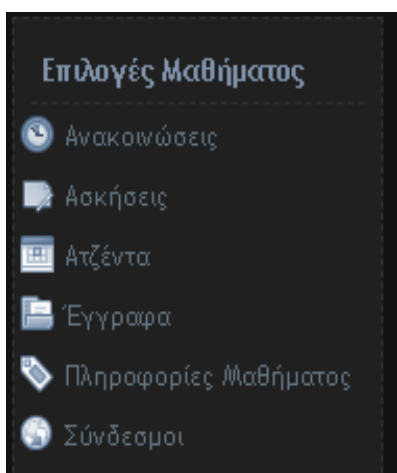 Επιλογές Μαθήματος
Ανακοινώσεις
Ασκήσεις
Ατζέντα
Έγγραφα
Πληροφορίες Μαθήματος
Σύνδεσμοι